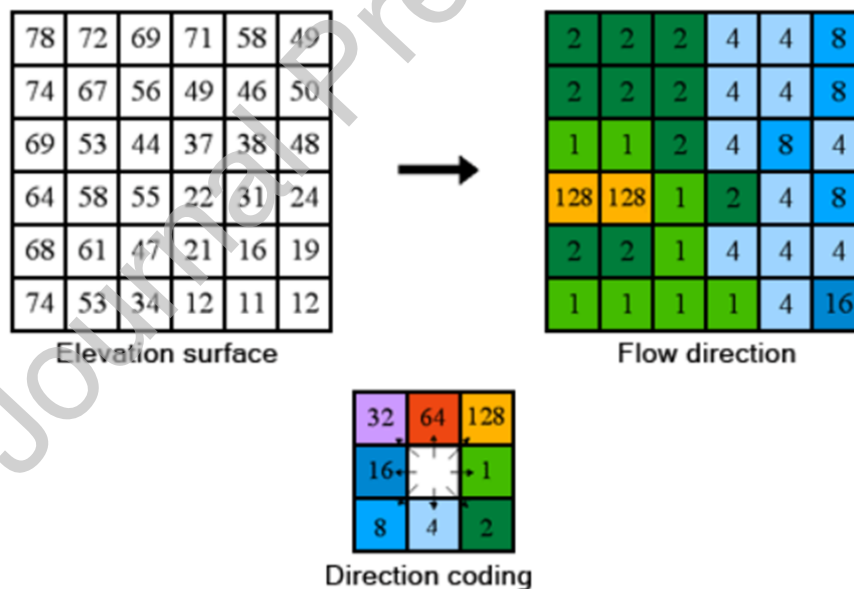 78 72 69 71 58 49 2 2 2 4 4 8
74 67 56 49 46 50 2 2 2 4 4 8
69 53 44 37 38 48 1 1 2 4 8 4
64 58 55 22 31 24 128 128 1 2 4 8
68 61 47 21 16 19 2 2 1 4 4 4
74 53 34 12 11 12 1 1 1 1 4 16
Elevation surface Flow direction
32 64 128
16 1
8 4 2
Direction coding
Journal Pre